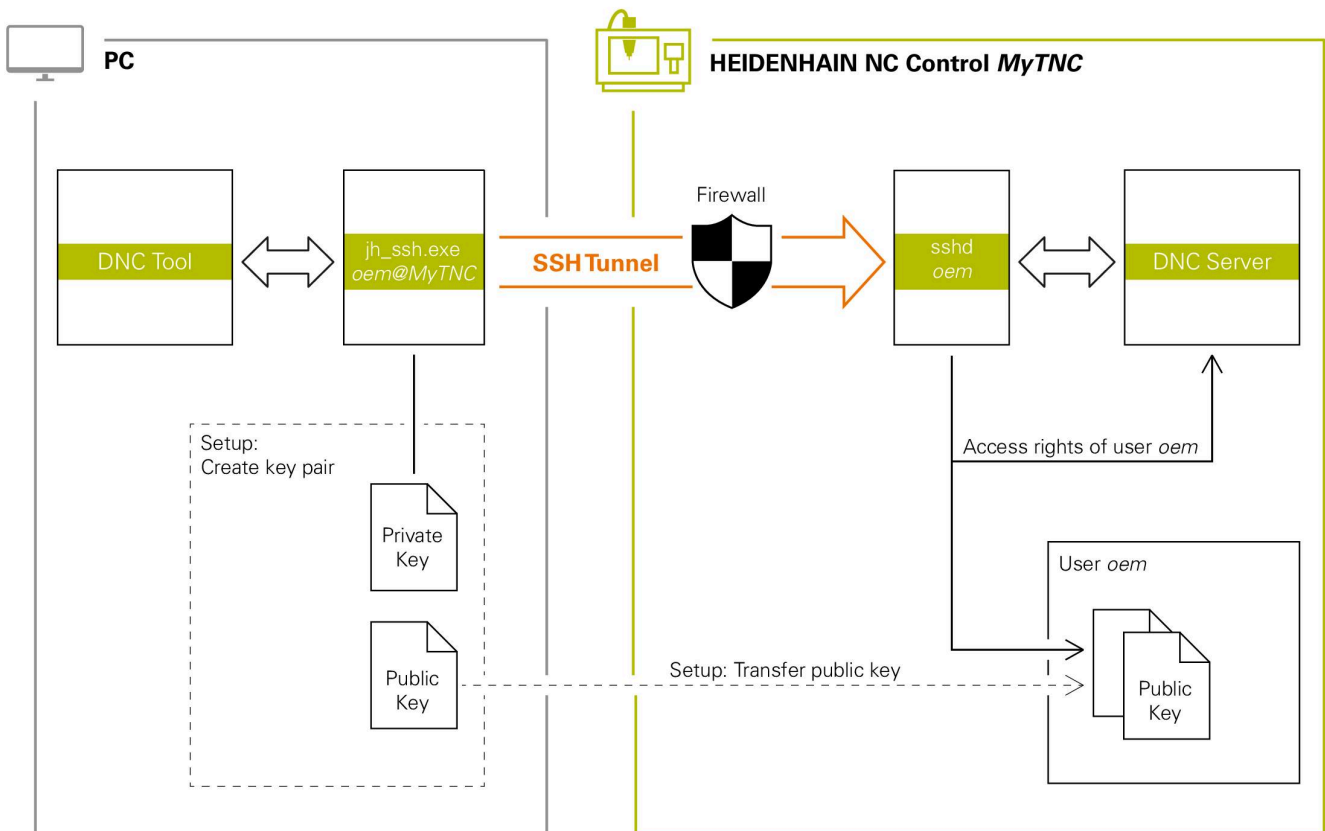 PC
HEIDENHAIN NC Control MyTNC
DNC Tool
jh_ssh.exe
oem@MyTNC
SSH Tunnel
Firewall
sshd
oem
DNC Server
Setup:
Create key pair
Access rights of user oem
Private
Key
User oem
Public
Key
Setup: Transfer public key
Public
Key